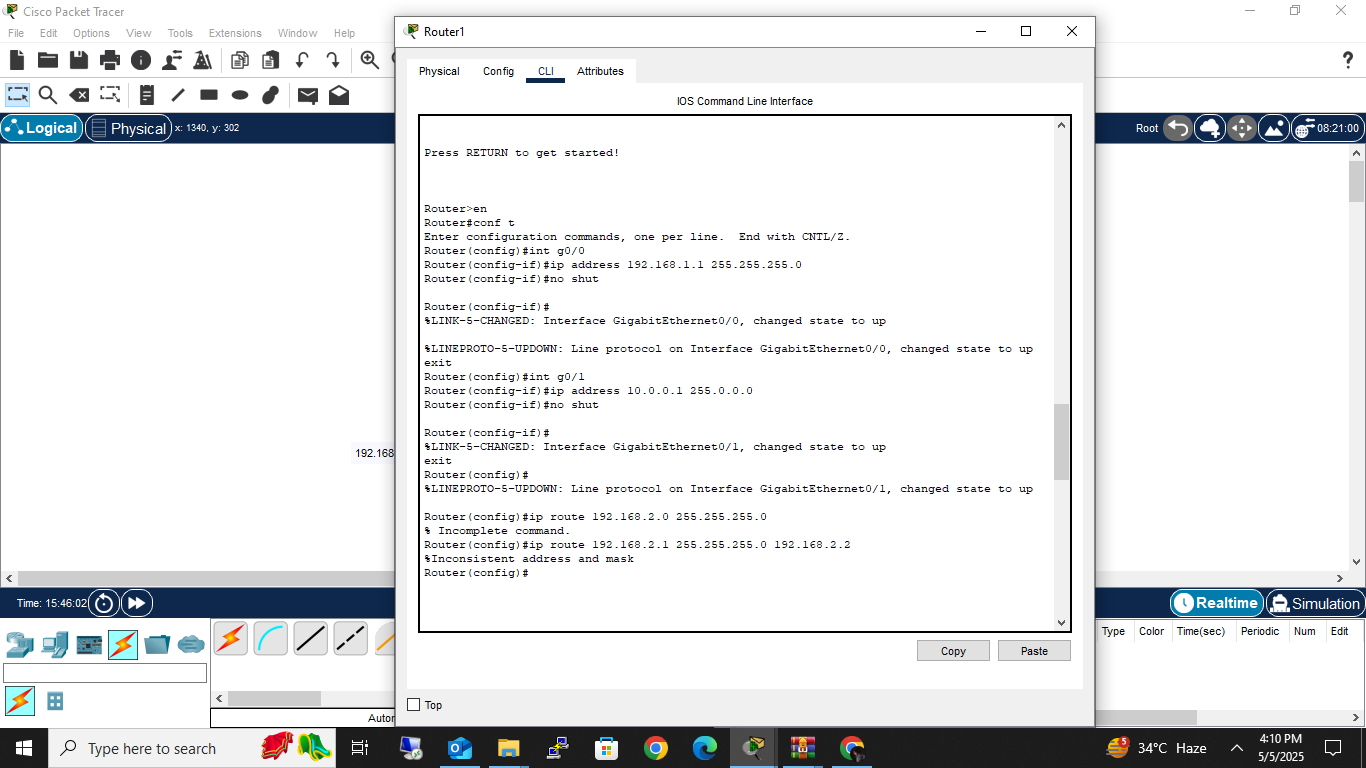 Cisco Packet Tracer
File Edit Options View Tools Extensions Window Help
Logical Physical x: 1340, y: 302
Root 08:21:00
Router1
Physical Config CLI Attributes
IOS Command Line Interface
Press RETURN to get started!
Router>en
Router#conf t
Enter configuration commands, one per line.  End with CNTL/Z.
Router(config)#int g0/0
Router(config-if)#ip address 192.168.1.1 255.255.255.0
Router(config-if)#no shut
Router(config-if)#
%LINK-5-CHANGED: Interface GigabitEthernet0/0, changed state to up
%LINEPROTO-5-UPDOWN: Line protocol on Interface GigabitEthernet0/0, changed state to up
exit
Router(config)#int g0/1
Router(config-if)#ip address 10.0.0.1 255.0.0.0
Router(config-if)#no shut
Router(config-if)#
%LINK-5-CHANGED: Interface GigabitEthernet0/1, changed state to up
exit
Router(config)#
%LINEPROTO-5-UPDOWN: Line protocol on Interface GigabitEthernet0/1, changed state to up
Router(config)#ip route 192.168.2.0 255.255.255.0
% Incomplete command.
Router(config)#ip route 192.168.2.1 255.255.255.0 192.168.2.2
%Inconsistent address and mask
Router(config)#
Copy Paste
Top
192.168
Time: 15:46:02
Realtime Simulation
Type Color Time(sec) Periodic Num Edit
Autor
Type here to search
5
34°C Haze
4:10 PM
5/5/2025